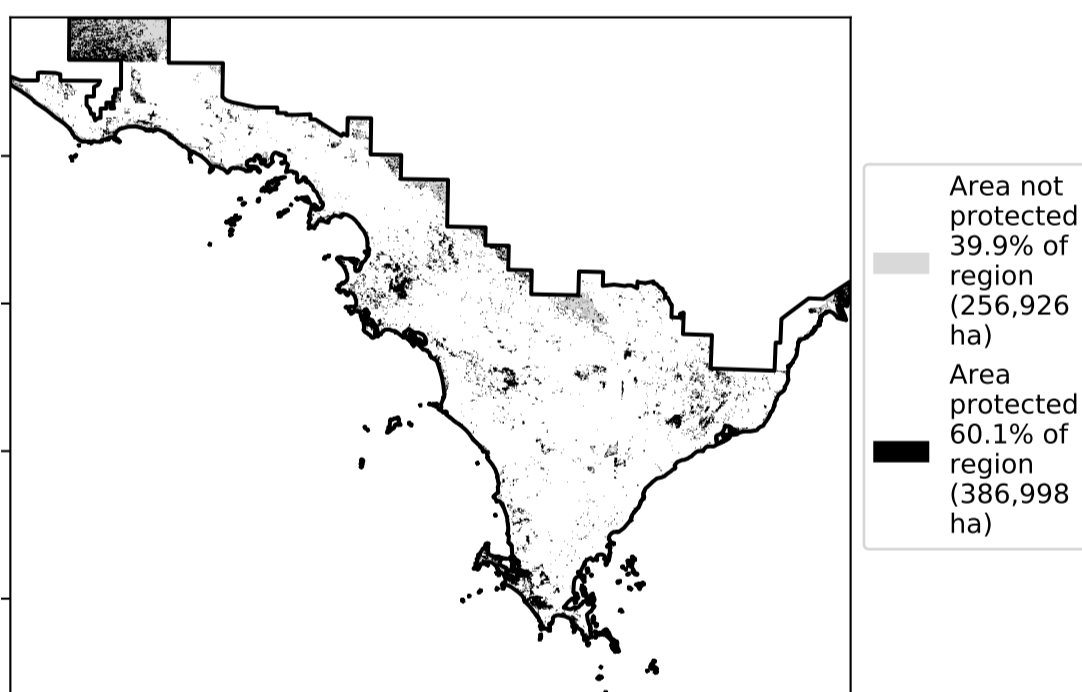 Area not
protected
39.9% of
region
(256,926
ha)
Area
protected
60.1% of
region
(386,998
ha)